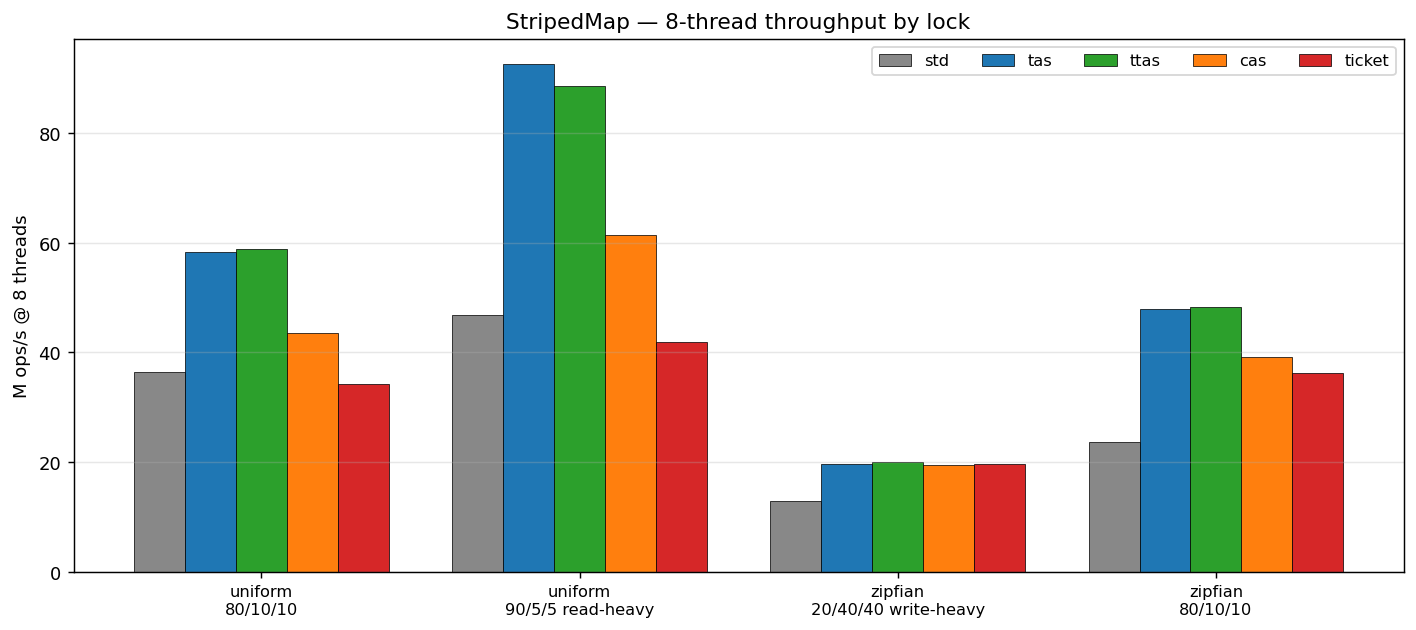 StripedMap — 8-thread throughput by lock
std tas ttas cas ticket
M ops/s @ 8 threads
80
60
40
20
0
uniform
80/10/10
uniform
90/5/5 read-heavy
zipfian
20/40/40 write-heavy
zipfian
80/10/10